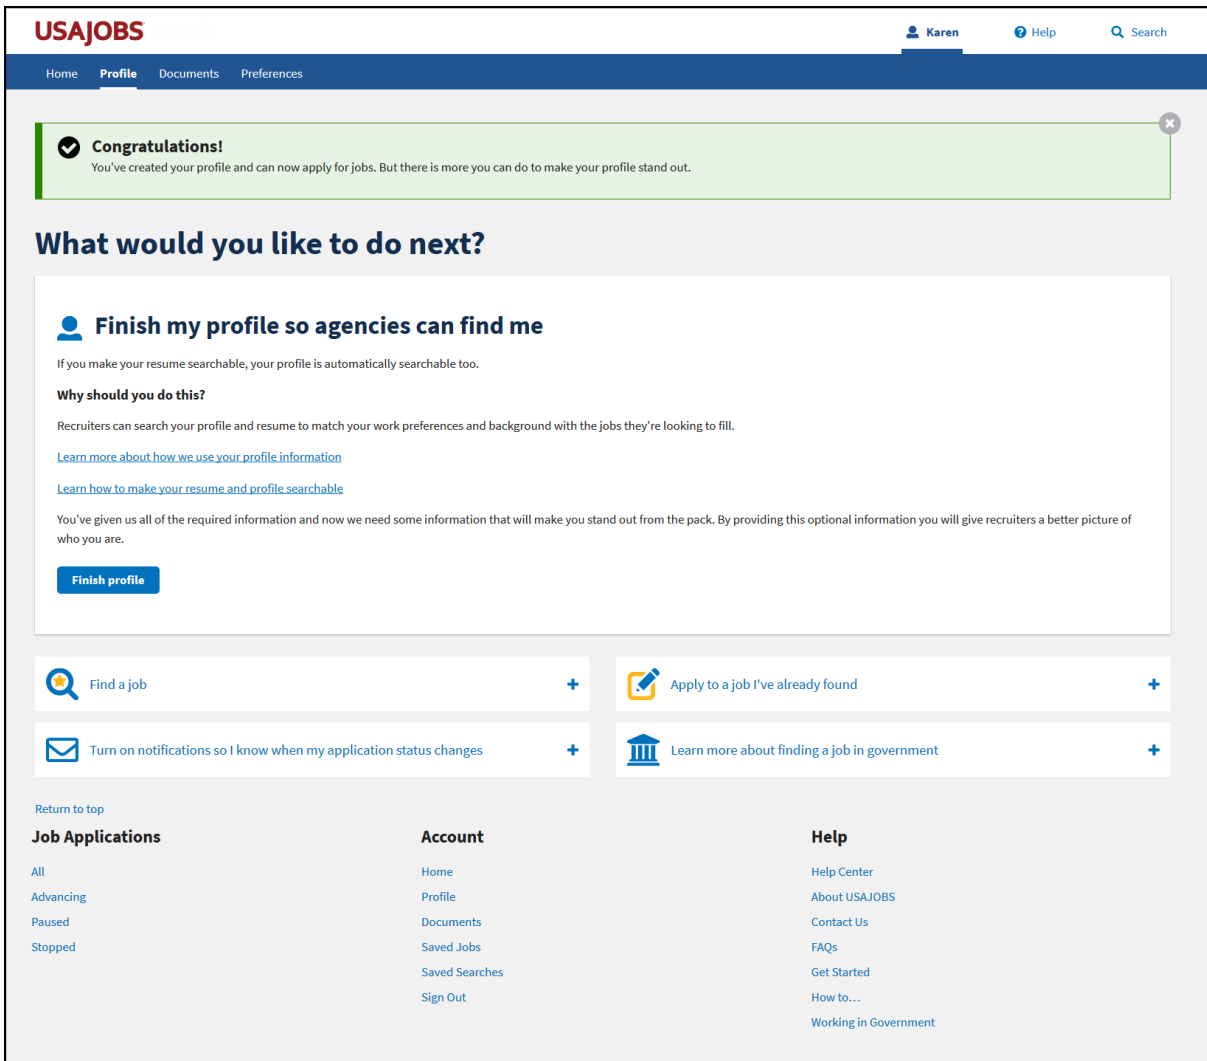 USAJOBS
Karen
Help
Search
Home
Profile
Documents
Preferences
Congratulations!
You've created your profile and can now apply for jobs. But there is more you can do to make your profile stand out.
What would you like to do next?
Finish my profile so agencies can find me
If you make your resume searchable, your profile is automatically searchable too.
Why should you do this?
Recruiters can search your profile and resume to match your work preferences and background with the jobs they're looking to fill.
Learn more about how we use your profile information
Learn how to make your resume and profile searchable
You've given us all of the required information and now we need some information that will make you stand out from the pack. By providing this optional information you will give recruiters a better picture of
who you are.
Finish profile
Find a job
Apply to a job I've already found
Turn on notifications so I know when my application status changes
Learn more about finding a job in government
Return to top
Job Applications
All
Advancing
Paused
Stopped
Account
Home
Profile
Documents
Saved Jobs
Saved Searches
Sign Out
Help
Help Center
About USAJOBS
Contact Us
FAQs
Get Started
How to...
Working in Government